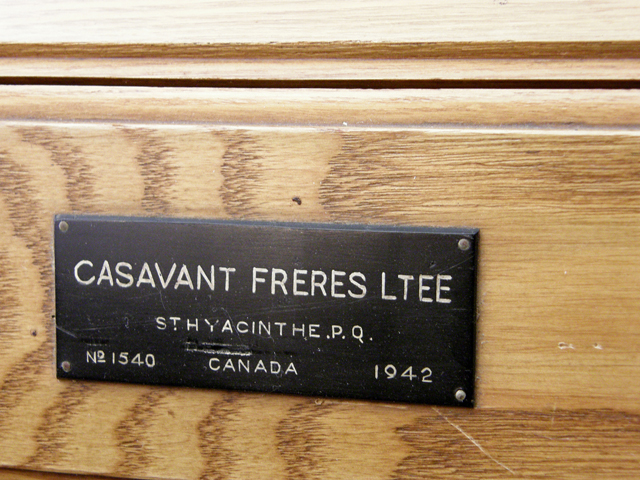 CASAVANT FRERES LTEE
ST HYACINTHE, P.Q.
Nº 1540 CANADA 1942